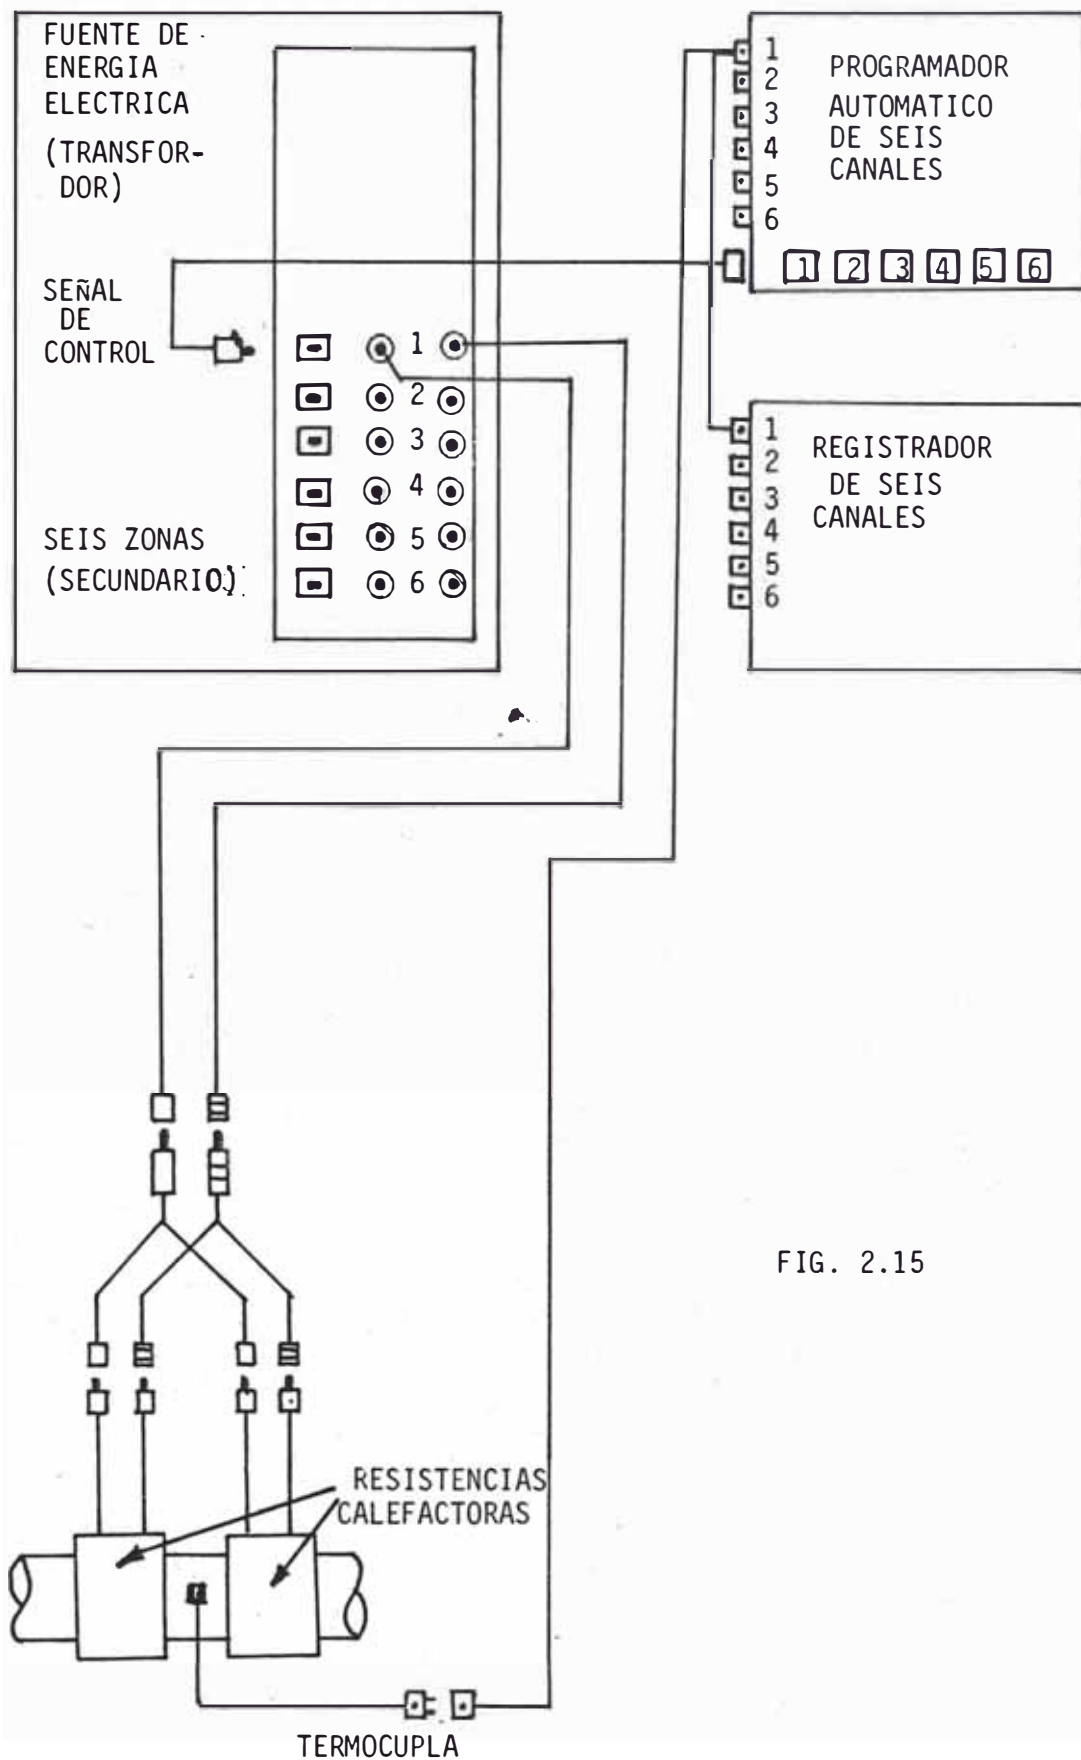 FUENTE DE
ENERGIA
ELECTRICA
(TRANSFOR-
DOR)
SEÑAL
DE
CONTROL
SEIS ZONAS
(SECUNDARIO)
1
2
3
4
5
6
1
2
3
4
5
6
PROGRAMADOR
AUTOMATICO
DE SEIS
CANALES
1 2 3 4 5 6
1
2
3
4
5
6
REGISTRADOR
DE SEIS
CANALES
FIG. 2.15
RESISTENCIAS
CALEFACTORAS
TERMOCUPLA